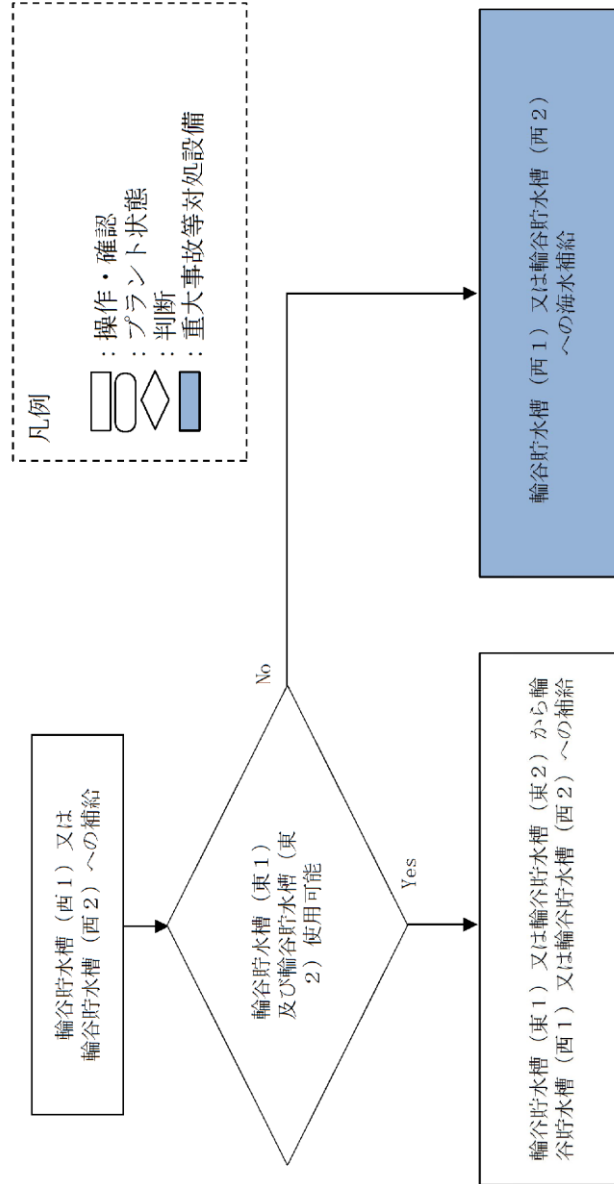 輪谷貯水槽（西１）又は
輪谷貯水槽（西２）への補給
輪谷貯水槽（東１）
及び輪谷貯水槽（東
２）使用可能
No
Yes
輪谷貯水槽（東１）又は輪谷貯水槽（東２）から輪
谷貯水槽（西１）又は輪谷貯水槽（西２）への補給
輪谷貯水槽（西１）又は輪谷貯水槽（西２）
への海水補給
凡例
：操作・確認
：プラント状態
：判断
：重大事故等対処設備